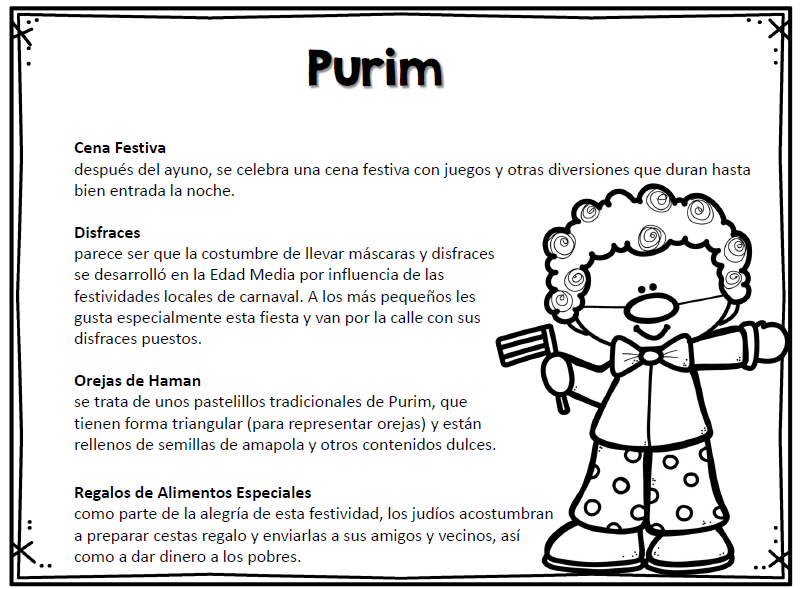 Purim
Cena Festiva
después del ayuno, se celebra una cena festiva con juegos y otras diversiones que duran hasta
bien entrada la noche.
Disfraces
parece ser que la costumbre de llevar máscaras y disfraces
se desarrolló en la Edad Media por influencia de las
festividades locales de carnaval. A los más pequeños les
gusta especialmente esta fiesta y van por la calle con sus
disfraces puestos.
Orejas de Haman
se trata de unos pastelillos tradicionales de Purim, que
tienen forma triangular (para representar orejas) y están
rellenos de semillas de amapola y otros contenidos dulces.
Regalos de Alimentos Especiales
como parte de la alegría de esta festividad, los judíos acostumbran
a preparar cestas regalo y enviarlas a sus amigos y vecinos, así
como a dar dinero a los pobres.